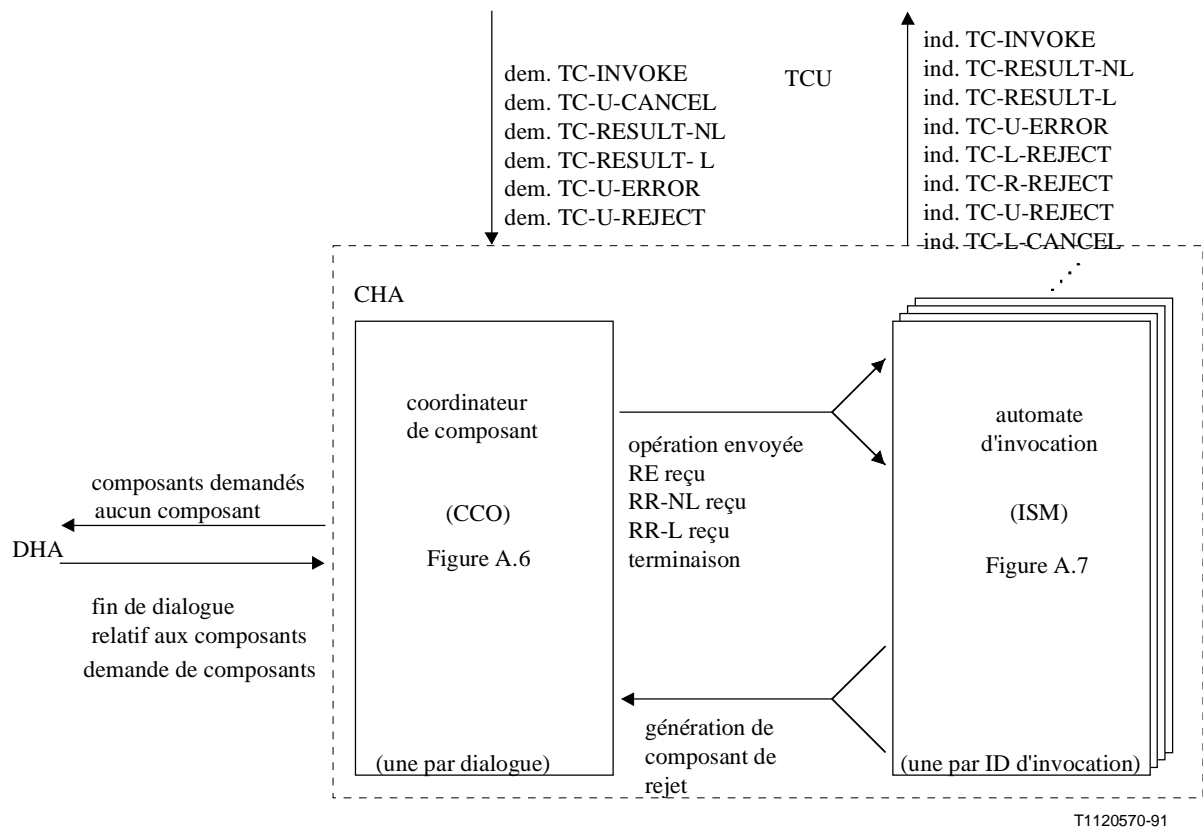 dem. TC-INVOKE
dem. TC-U-CANCEL
dem. TC-RESULT-NL
dem. TC-RESULT- L
dem. TC-U-ERROR
dem. TC-U-REJECT
TCU
ind. TC-INVOKE
ind. TC-RESULT-NL
ind. TC-RESULT-L
ind. TC-U-ERROR
ind. TC-L-REJECT
ind. TC-R-REJECT
ind. TC-U-REJECT
ind. TC-L-CANCEL
CHA
coordinateur
de composant
(CCO)
Figure A.6
(une par dialogue)
opération envoyée
RE reçu
RR-NL reçu
RR-L reçu
terminaison
automate
d'invocation
(ISM)
Figure A.7
(une par ID d'invocation)
composants demandés
aucun composant
DHA
fin de dialogue
relatif aux composants
demande de composants
génération de
composant de
rejet
T1120570-91